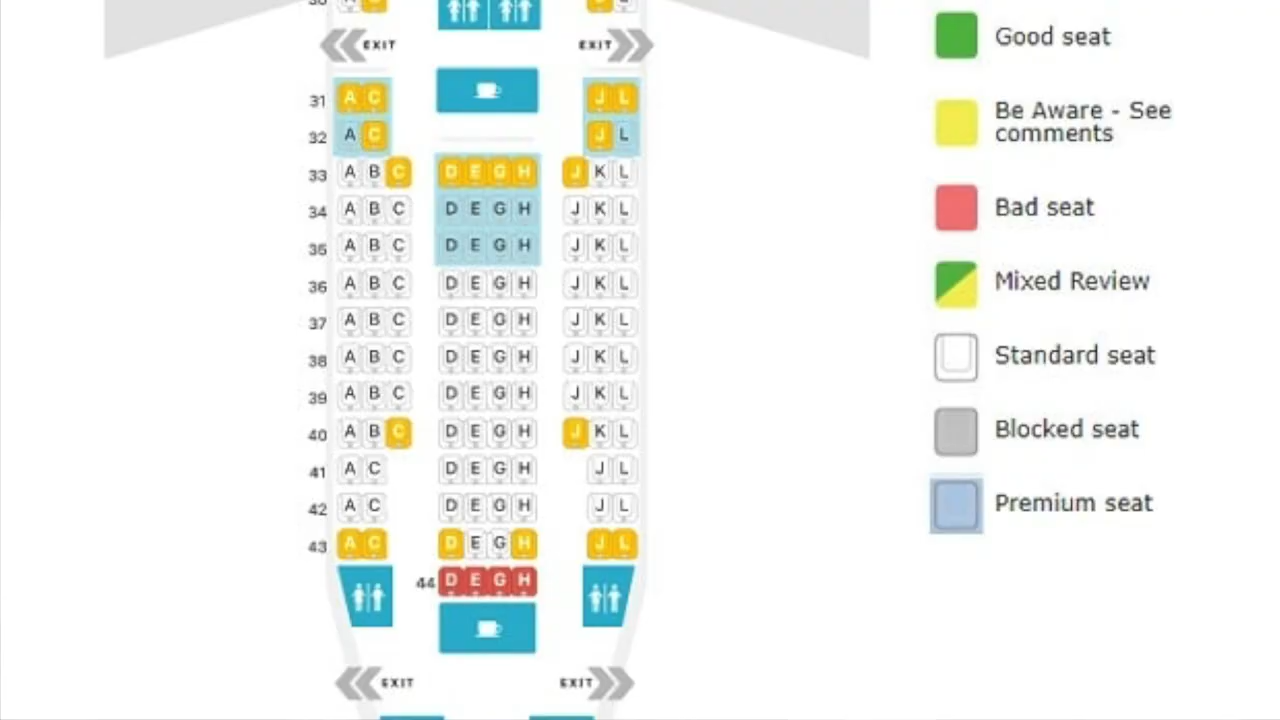 30 A C J L
EXIT EXIT
31 A C J L
32 A C J L
33 A B C D E G H J K L
34 A B C D E G H J K L
35 A B C D E G H J K L
36 A B C D E G H J K L
37 A B C D E G H J K L
38 A B C D E G H J K L
39 A B C D E G H J K L
40 A B C D E G H J K L
41 A C D E G H J L
42 A C D E G H J L
43 A C D E G H J L
44 D E G H
EXIT EXIT
Good seat
Be Aware - See
comments
Bad seat
Mixed Review
Standard seat
Blocked seat
Premium seat